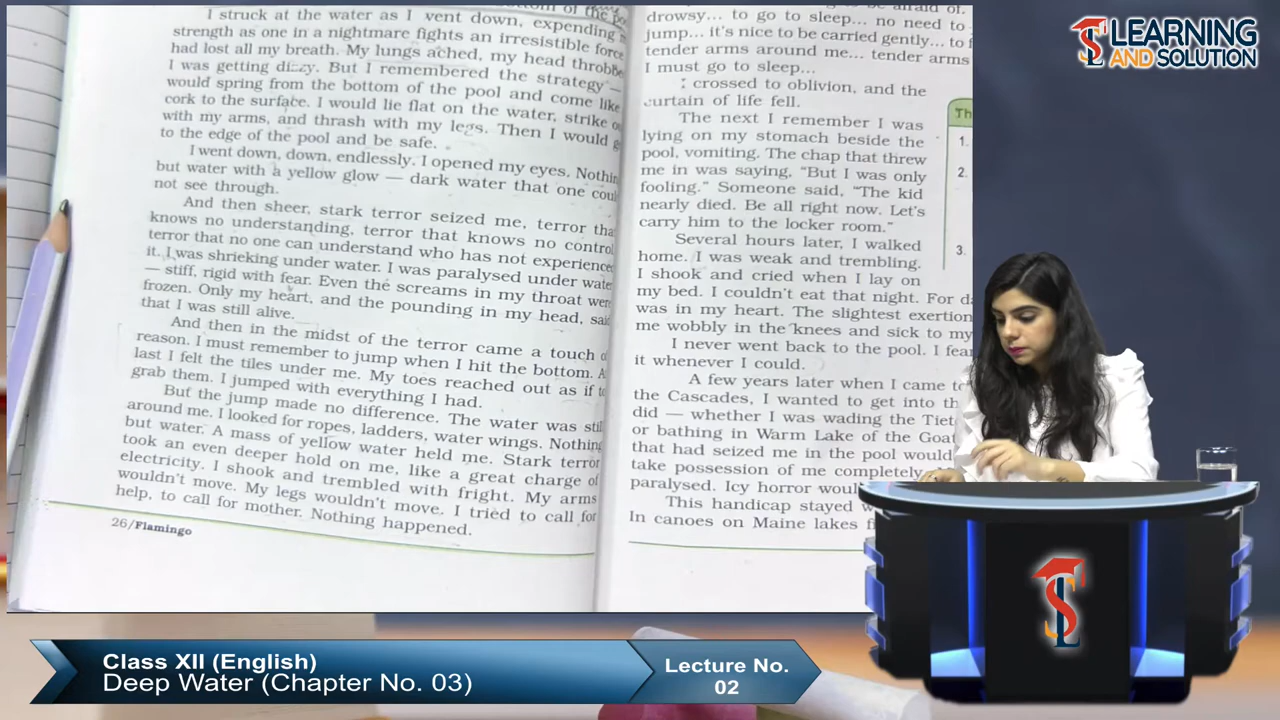 I struck at the water as I went down, expending
strength as one in a nightmare fights an irresistible force
had lost all my breath. My lungs ached, my head throbbe
I was getting dizzy. But I remembered the strategy —
would spring from the bottom of the pool and come like
cork to the surface. I would lie flat on the water, strike o
with my arms, and thrash with my legs. Then I would g
to the edge of the pool and be safe.
I went down, down, endlessly. I opened my eyes. Nothin
but water with a yellow glow — dark water that one coul
not see through.
And then sheer, stark terror seized me, terror tha
knows no understanding, terror that knows no control
terror that no one can understand who has not experience
it. I was shrieking under water. I was paralysed under wate
— stiff, rigid with fear. Even the screams in my throat wer
frozen. Only my heart, and the pounding in my head, sai
that I was still alive.
And then in the midst of the terror came a touch o
reason. I must remember to jump when I hit the bottom. A
last I felt the tiles under me. My toes reached out as if t
grab them. I jumped with everything I had.
But the jump made no difference. The water was stil
around me. I looked for ropes, ladders, water wings. Nothing
but water. A mass of yellow water held me. Stark terror
took an even deeper hold on me, like a great charge of
electricity. I shook and trembled with fright. My arms
wouldn't move. My legs wouldn't move. I tried to call for
help, to call for mother. Nothing happened.
26/Flamingo
be afraid of.
drowsy... to go to sleep... no need to
jump... it's nice to be carried gently... to f
tender arms around me... tender arms
I must go to sleep...
I crossed to oblivion, and the
curtain of life fell.
The next I remember I was
lying on my stomach beside the
pool, vomiting. The chap that threw
me in was saying, "But I was only
fooling." Someone said, "The kid
nearly died. Be all right now. Let's
carry him to the locker room."
Several hours later, I walked
home. I was weak and trembling.
I shook and cried when I lay on
my bed. I couldn't eat that night. For da
was in my heart. The slightest exertion
me wobbly in the knees and sick to my
I never went back to the pool. I fear
it whenever I could.
A few years later when I came to
the Cascades, I wanted to get into th
did — whether I was wading the Tiet
or bathing in Warm Lake of the Goat
that had seized me in the pool would
take possession of me completely.
paralysed. Icy horror woul
This handicap stayed w
In canoes on Maine lakes fi
Th
1.
2.
3.
LEARNING
AND SOLUTION
Class XII (English)
Deep Water (Chapter No. 03)
Lecture No.
02